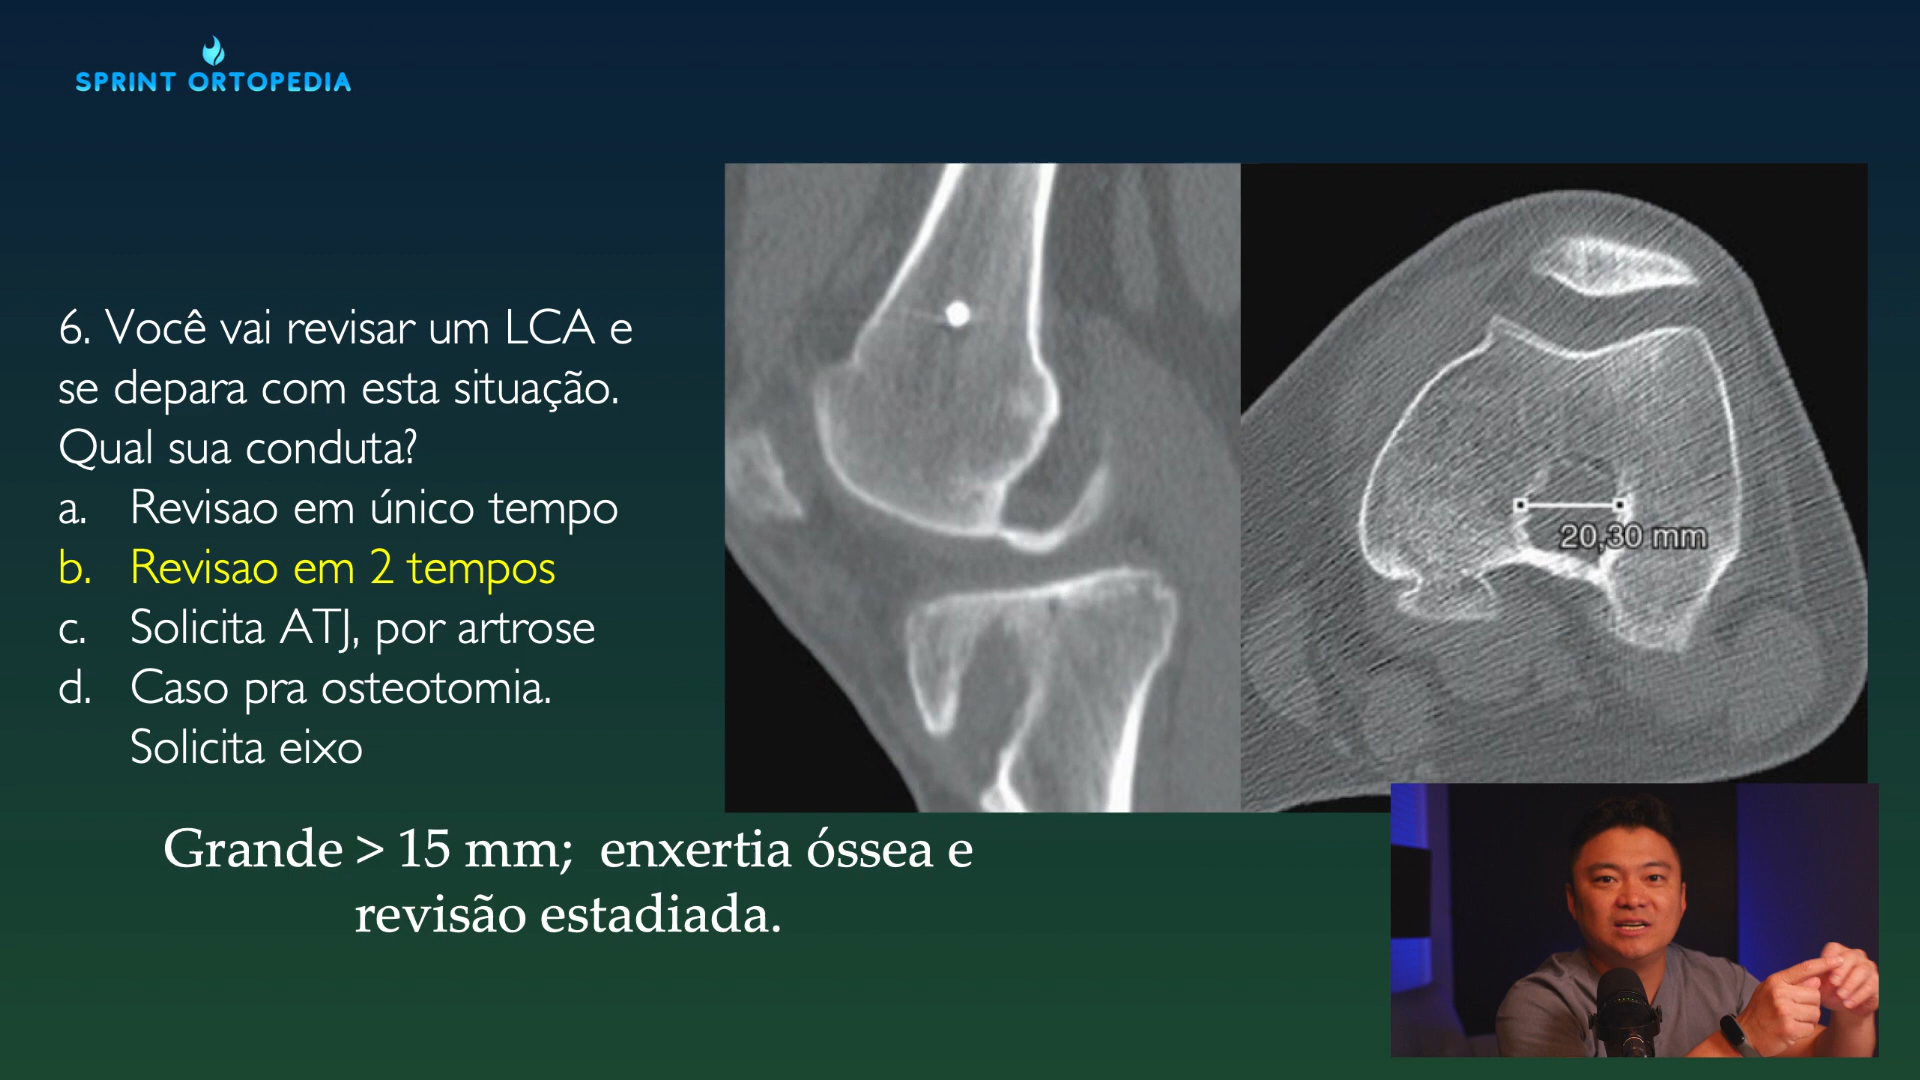 SPRINT ORTOPEDIA
6. Você vai revisar um LCA e
se depara com esta situação.
Qual sua conduta?
a. Revisao em único tempo
b. Revisao em 2 tempos
c. Solicita ATJ, por artrose
d. Caso pra osteotomia.
Solicita eixo
20,30 mm
Grande > 15 mm; enxertia óssea e
revisão estadiada.